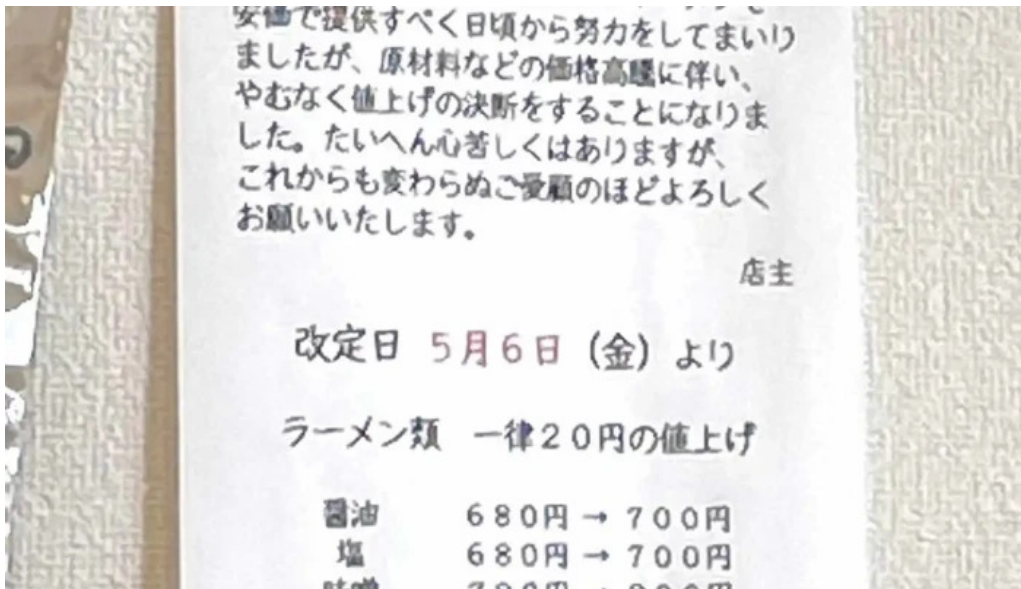 安価で提供すべく日頃から努力をしてまいり
ましたが、原材料などの価格高騰に伴い、
やむなく値上げの決断をすることになりま
した。たいへん心苦しくはありますが、
これからも変わらぬご愛顧のほどよろしく
お願いいたします。
店主
改定日 5月6日（金）より
ラーメン類 一律20円の値上げ
醤油 680円→700円
塩 680円→700円